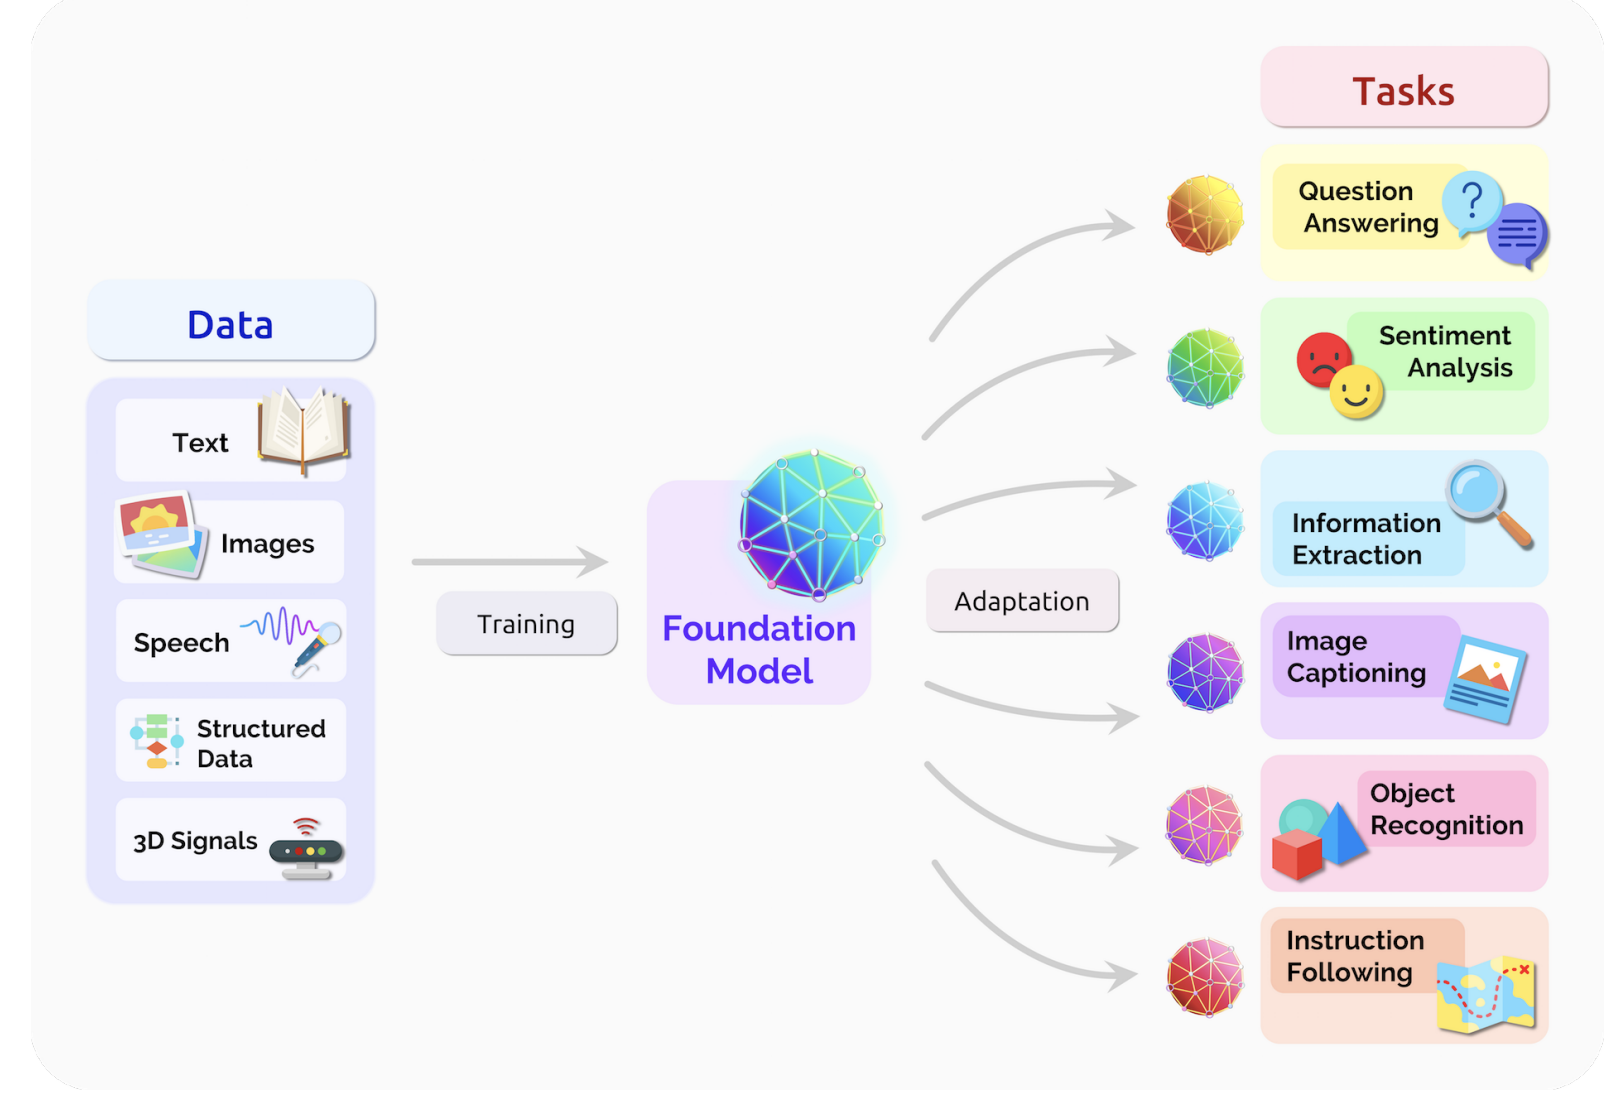 Data
Text
Images
Speech
Structured
Data
3D Signals
Training
Foundation
Model
Adaptation
Tasks
Question
Answering
?
Sentiment
Analysis
Information
Extraction
Image
Captioning
Object
Recognition
Instruction
Following